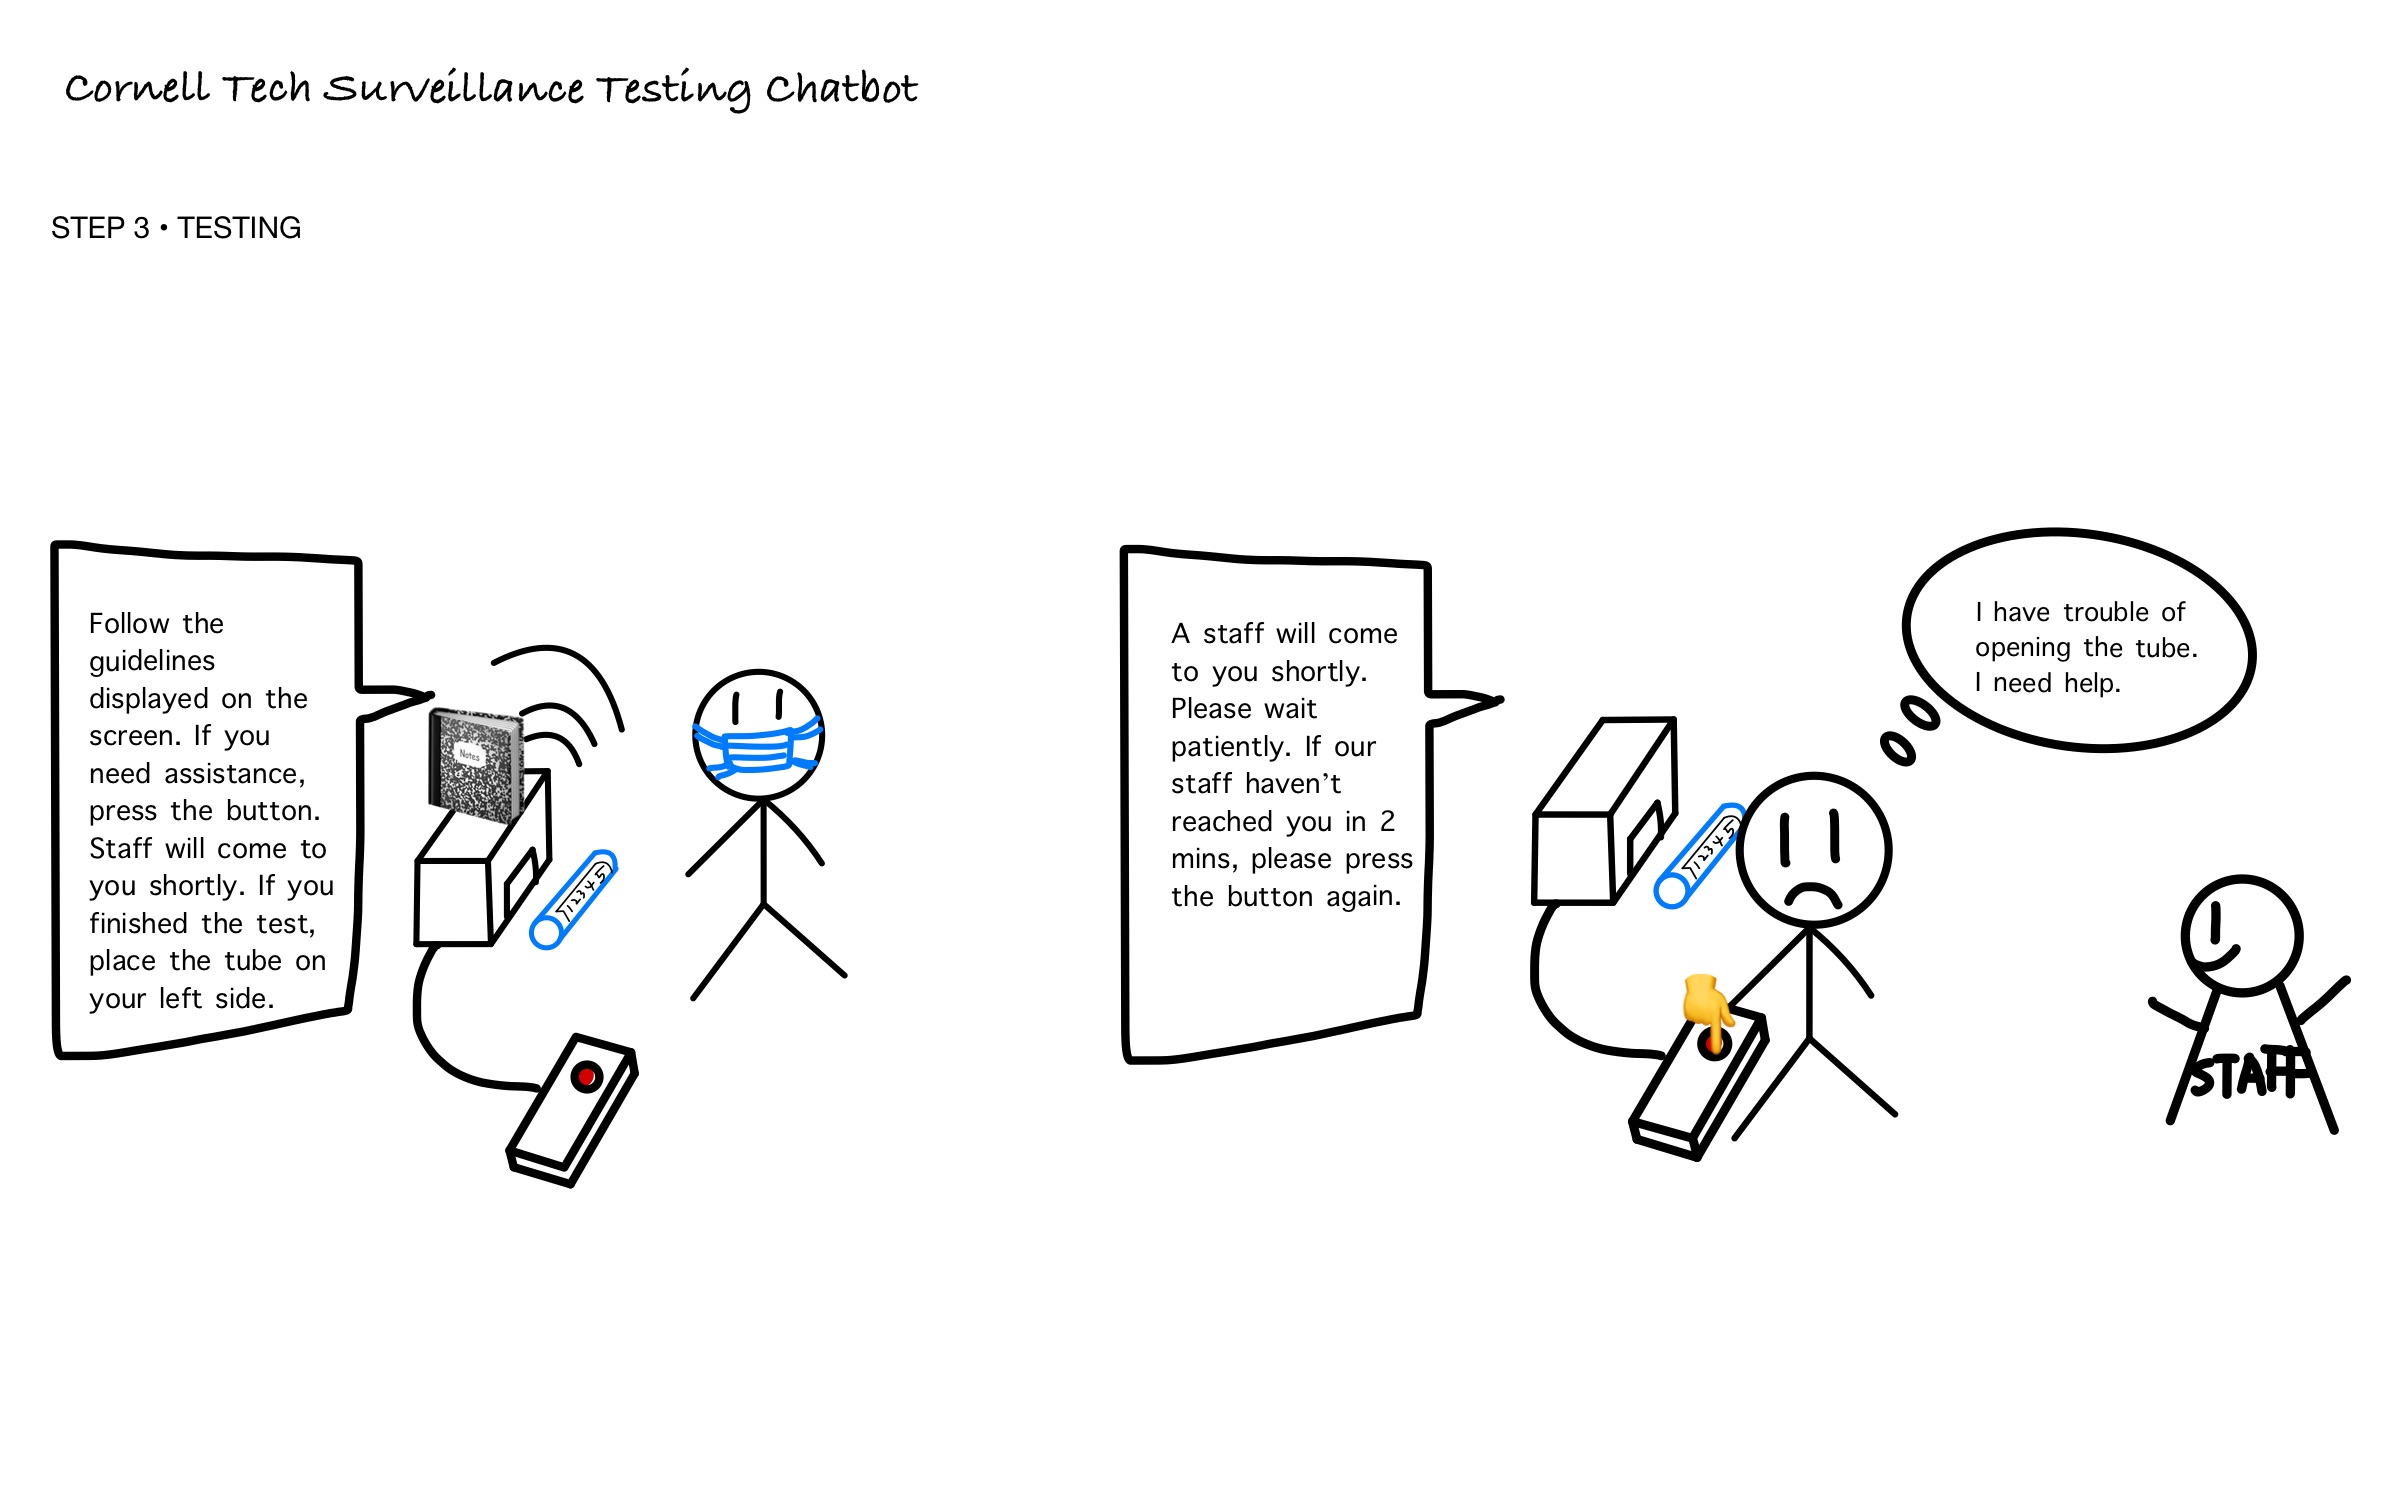 Cornell Tech Surveillance Testing Chatbot
STEP 3 • TESTING
Follow the
guidelines
displayed on the
screen. If you
need assistance,
press the button.
Staff will come to
you shortly. If you
finished the test,
place the tube on
your left side.
Notes
12345
A staff will come
to you shortly.
Please wait
patiently. If our
staff haven't
reached you in 2
mins, please press
the button again.
12345
I have trouble of
opening the tube.
I need help.
STAFF